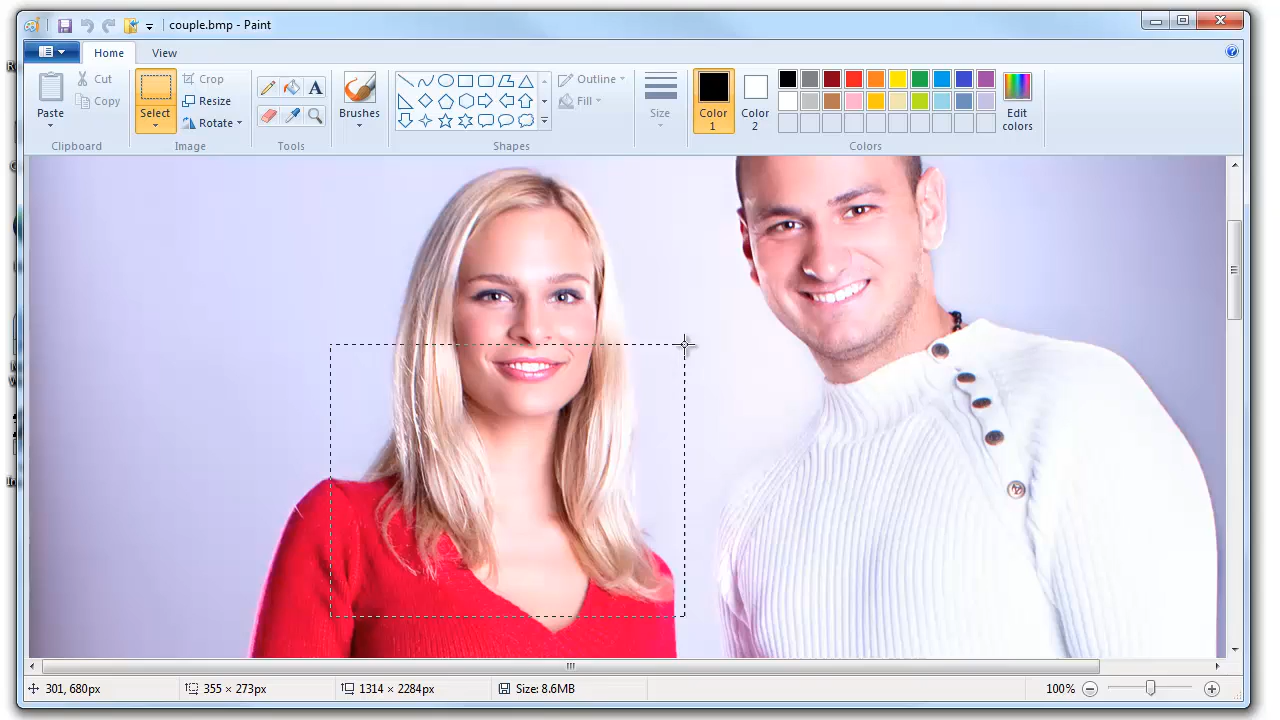 couple.bmp - Paint
Home
View
Paste
Cut
Copy
Clipboard
Select
Crop
Resize
Rotate
Image
A
Tools
Brushes
Shapes
Outline
Fill
Size
Color
1
Color
2
Edit
colors
Colors
301, 680px
355 × 273px
1314 × 2284px
Size: 8.6MB
100%